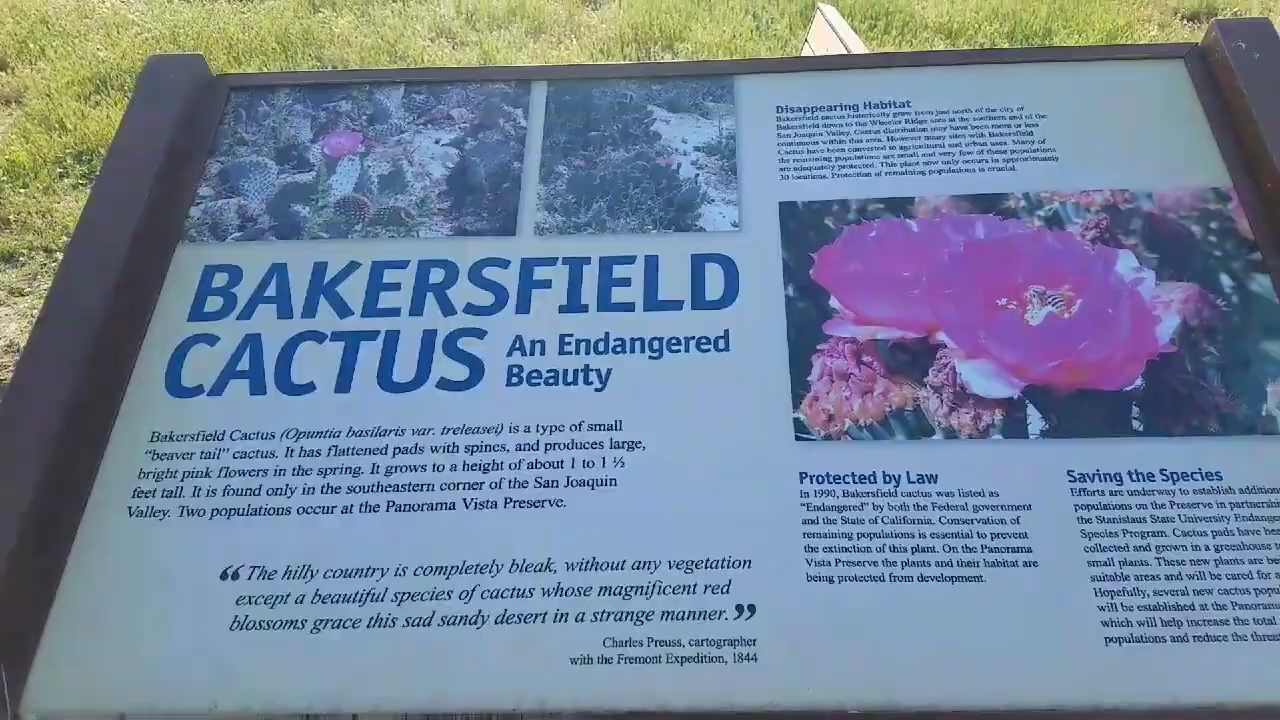 BAKERSFIELD
CACTUS An Endangered
Beauty
Bakersfield Cactus (Opuntia basilaris var. treleasei) is a type of small
"beaver tail" cactus. It has flattened pads with spines, and produces large,
bright pink flowers in the spring. It grows to a height of about 1 to 1 ½
feet tall. It is found only in the southeastern corner of the San Joaquin
Valley. Two populations occur at the Panorama Vista Preserve.
“The hilly country is completely bleak, without any vegetation
except a beautiful species of cactus whose magnificent red
blossoms grace this sad sandy desert in a strange manner.”
Charles Preuss, cartographer
with the Fremont Expedition, 1844
Disappearing Habitat
Bakersfield cactus historically grew from just north of the city of
Bakersfield down to the Wheeler Ridge area at the southern end of the
San Joaquin Valley. Cactus distribution may have been more or less
continuous within this area. However many sites with Bakersfield
Cactus have been converted to agricultural and urban uses. Many of
the remaining populations are small and very few of these populations
are adequately protected. This plant now only occurs in approximately
30 locations. Protection of remaining populations is crucial.
Protected by Law
In 1990, Bakersfield cactus was listed as
"Endangered" by both the Federal government
and the State of California. Conservation of
remaining populations is essential to prevent
the extinction of this plant. On the Panorama
Vista Preserve the plants and their habitat are
being protected from development.
Saving the Species
Efforts are underway to establish addition
populations on the Preserve in partnershi
the Stanislaus State University Endange
Species Program. Cactus pads have bee
collected and grown in a greenhouse t
small plants. These new plants are be
suitable areas and will be cared for a
Hopefully, several new cactus popu
will be established at the Panoram
which will help increase the total
populations and reduce the threa